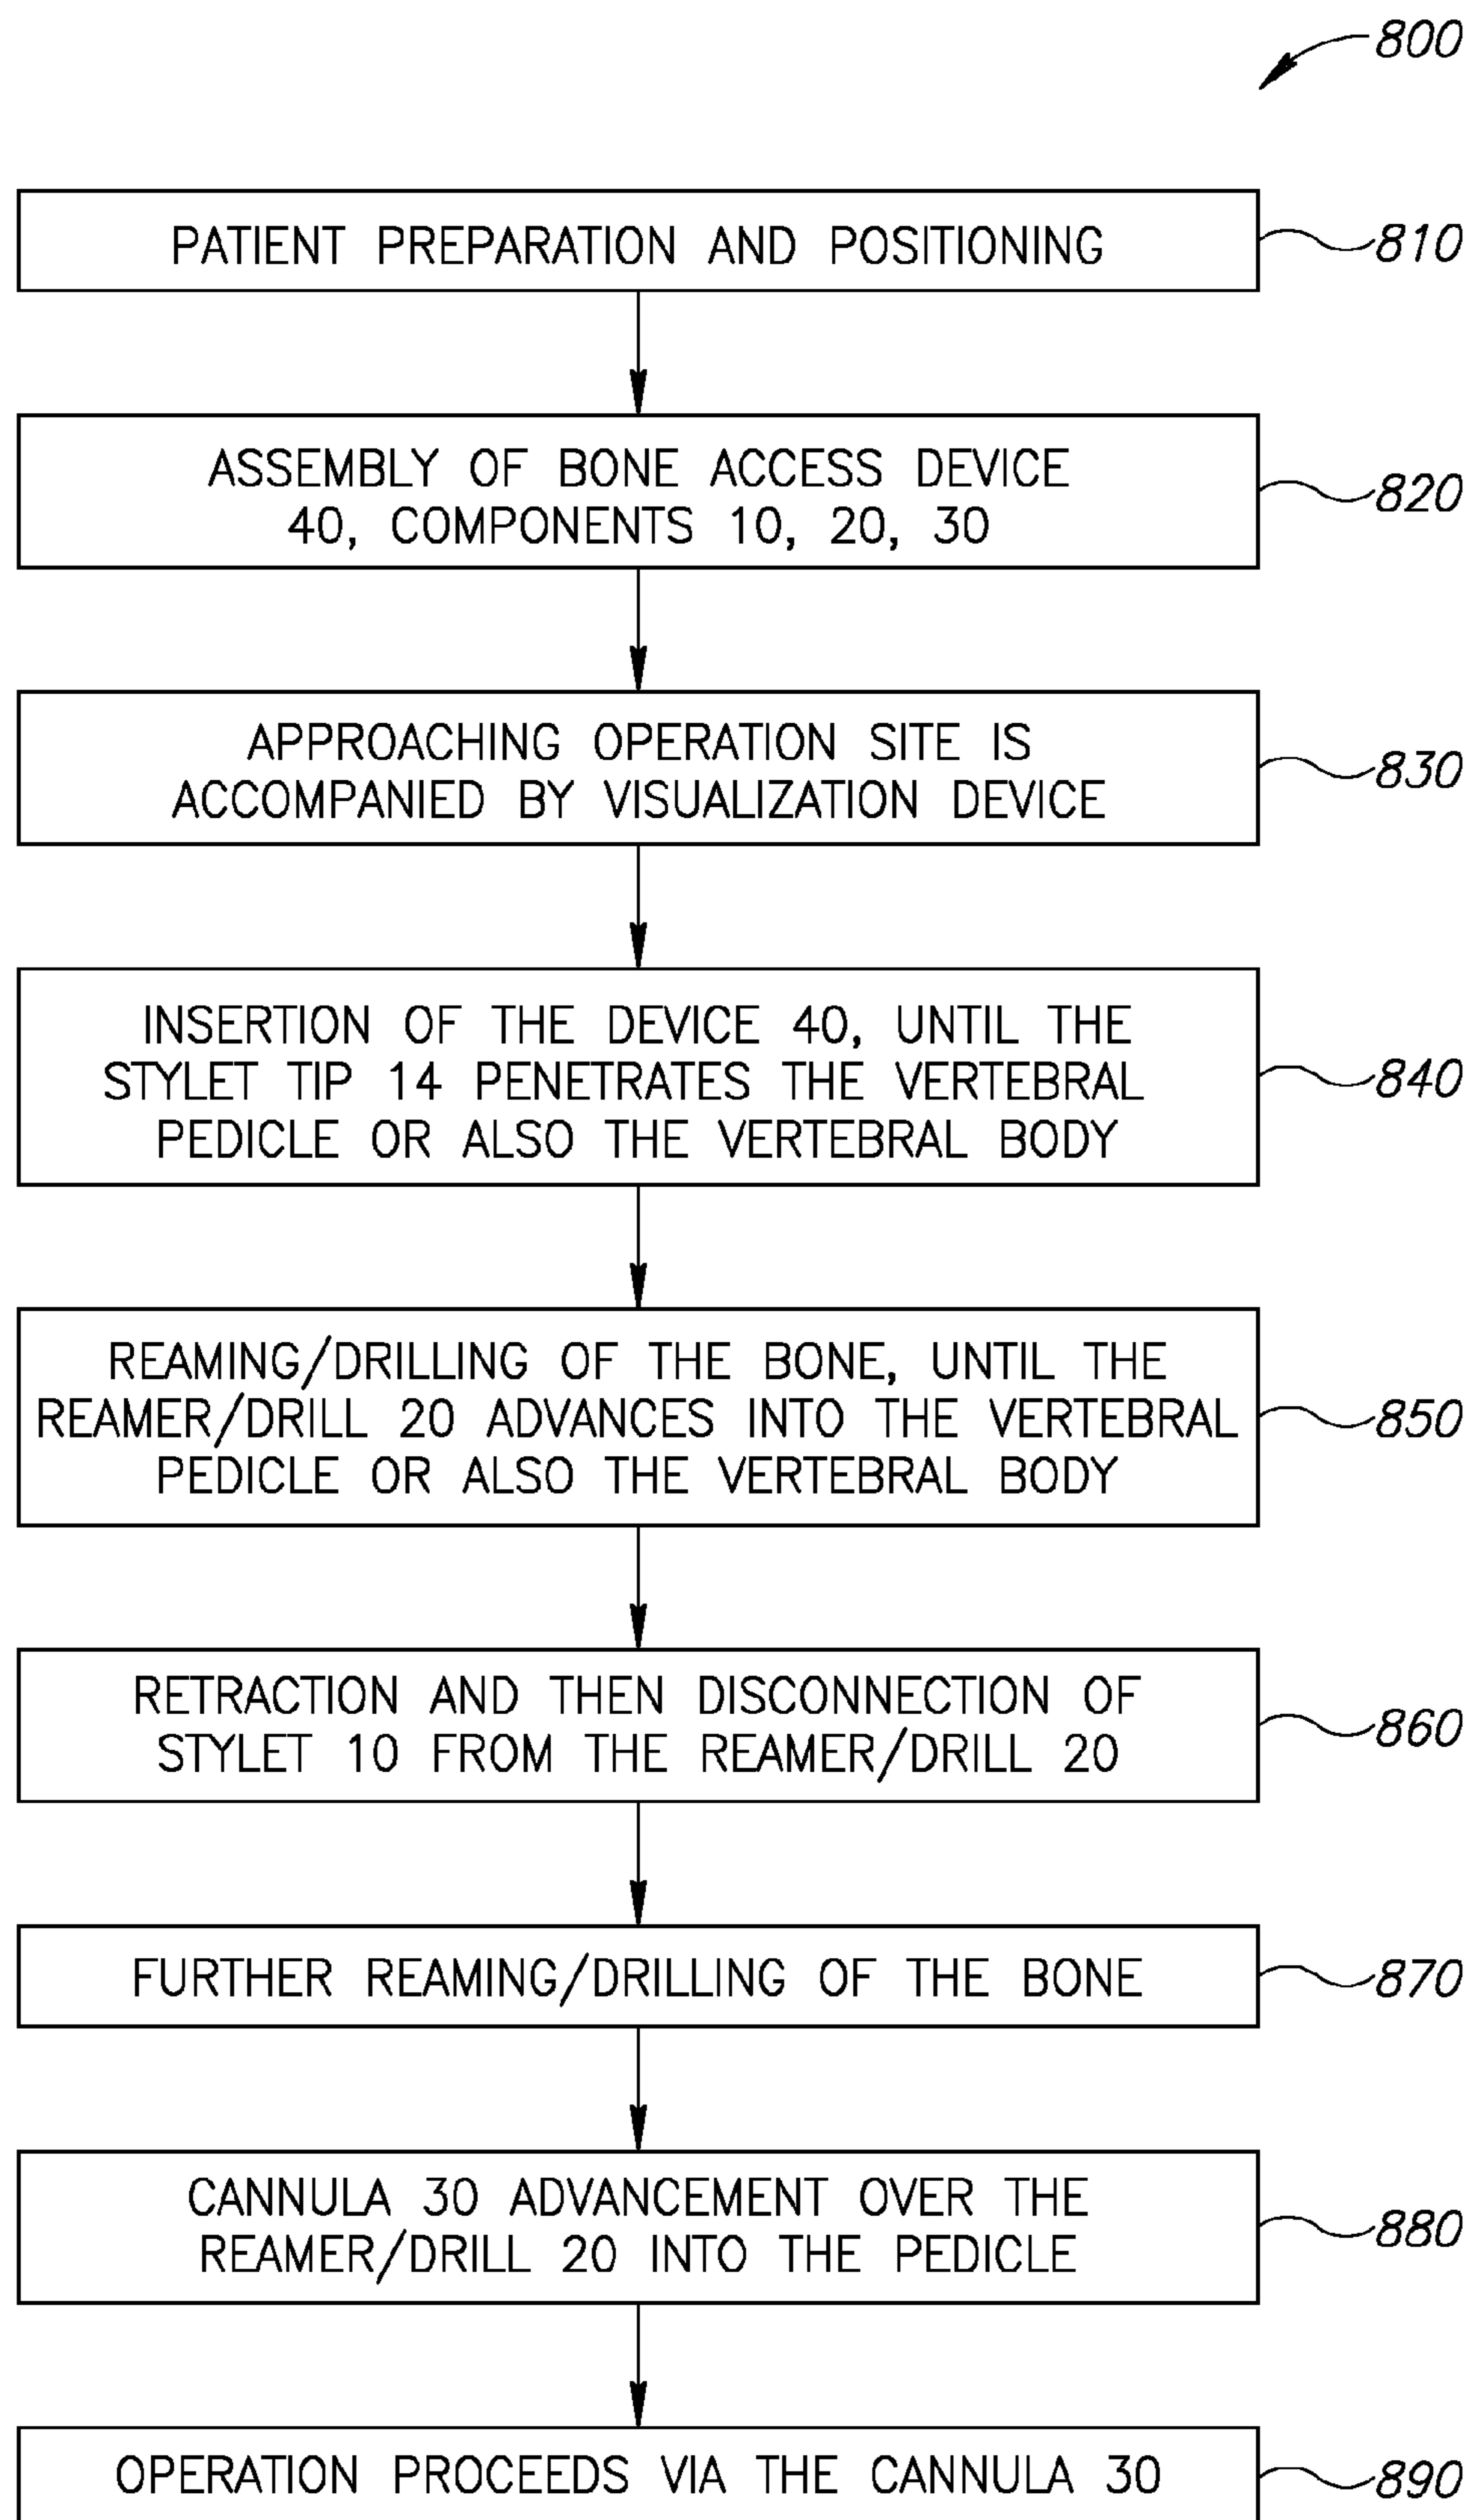 800
PATIENT PREPARATION AND POSITIONING
810
ASSEMBLY OF BONE ACCESS DEVICE
40, COMPONENTS 10, 20, 30
820
APPROACHING OPERATION SITE IS
ACCOMPANIED BY VISUALIZATION DEVICE
830
INSERTION OF THE DEVICE 40, UNTIL THE
STYLET TIP 14 PENETRATES THE VERTEBRAL
PEDICLE OR ALSO THE VERTEBRAL BODY
840
REAMING/DRILLING OF THE BONE, UNTIL THE
REAMER/DRILL 20 ADVANCES INTO THE VERTEBRAL
PEDICLE OR ALSO THE VERTEBRAL BODY
850
RETRACTION AND THEN DISCONNECTION OF
STYLET 10 FROM THE REAMER/DRILL 20
860
FURTHER REAMING/DRILLING OF THE BONE
870
CANNULA 30 ADVANCEMENT OVER THE
REAMER/DRILL 20 INTO THE PEDICLE
880
OPERATION PROCEEDS VIA THE CANNULA 30
890